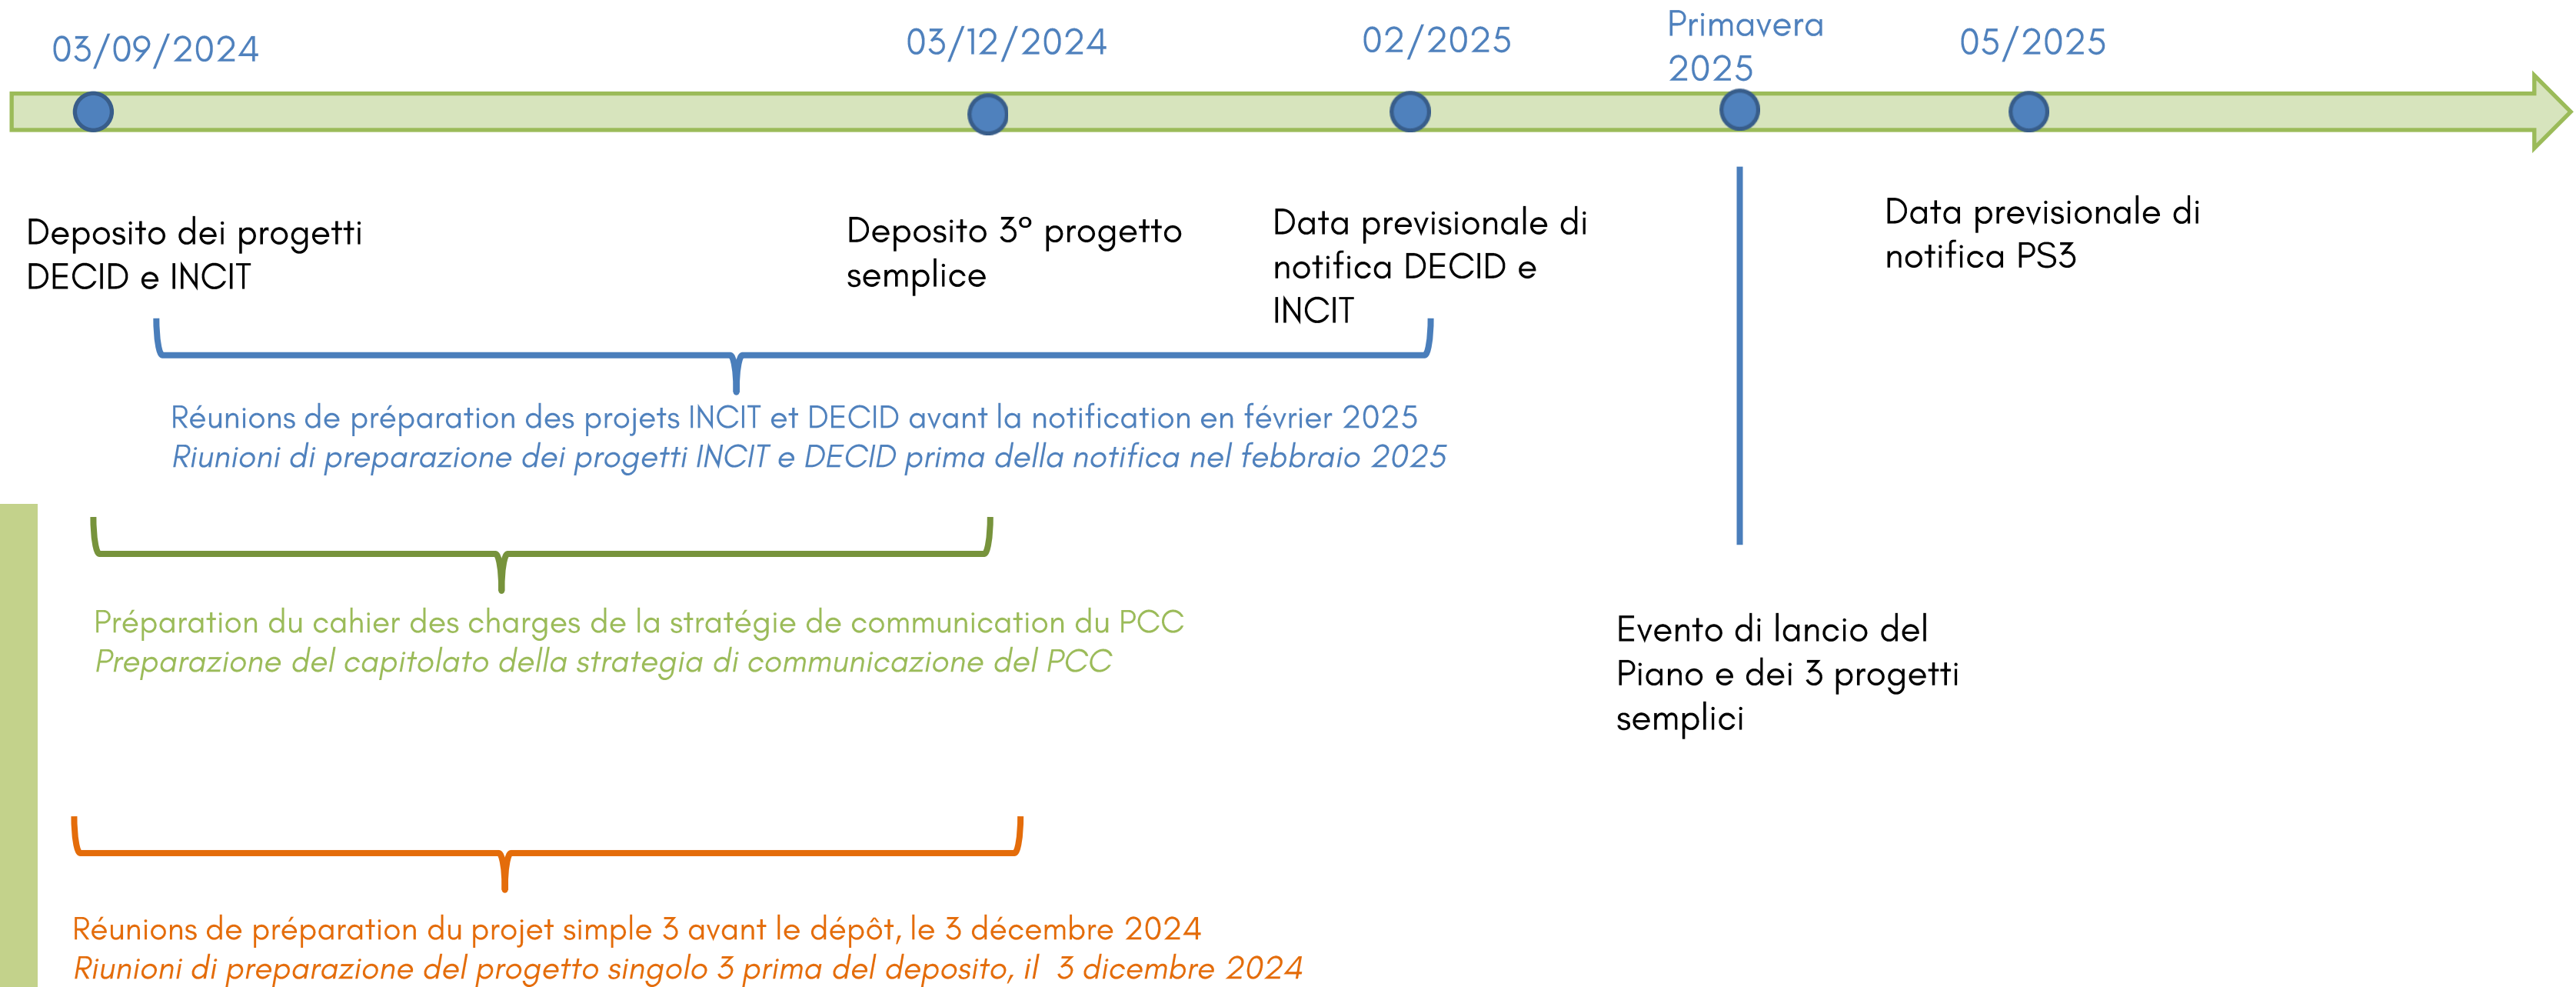 03/09/2024
03/12/2024
02/2025
Primavera
2025
05/2025
Deposito dei progetti
DECID e INCIT
Deposito 3° progetto
semplice
Data previsionale di
notifica DECID e
INCIT
Data previsionale di
notifica PS3
Réunions de préparation des projets INCIT et DECID avant la notification en février 2025
Riunioni di preparazione dei progetti INCIT e DECID prima della notifica nel febbraio 2025
Préparation du cahier des charges de la stratégie de communication du PCC
Preparazione del capitolato della strategia di communicazione del PCC
Evento di lancio del
Piano e dei 3 progetti
semplici
Réunions de préparation du projet simple 3 avant le dépôt, le 3 décembre 2024
Riunioni di preparazione del progetto singolo 3 prima del deposito, il 3 dicembre 2024